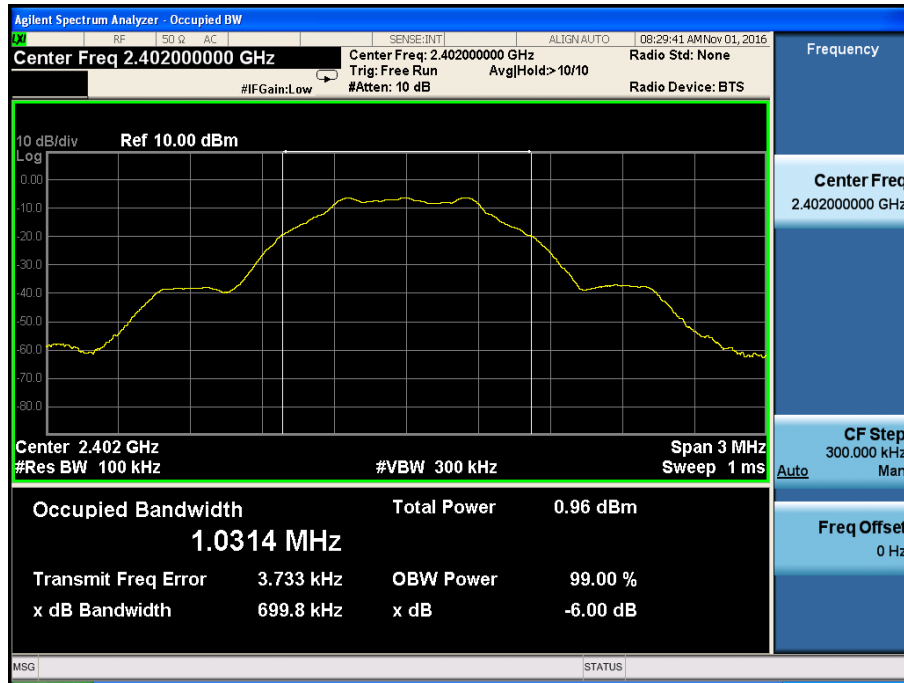 Agilent Spectrum Analyzer - Occupied BW
LXI RF 50 Ω AC SENSE:INT ALIGN AUTO 08:29:41 AM Nov 01, 2016
Center Freq 2.402000000 GHz
Center Freq: 2.402000000 GHz
Radio Std: None
Trig: Free Run Avg|Hold:>10/10
#IFGain:Low
#Atten: 10 dB
Radio Device: BTS
10 dB/div Ref 10.00 dBm
Log
0.00
-10.0
-20.0
-30.0
-40.0
-50.0
-60.0
-70.0
-80.0
Center 2.402 GHz
Span 3 MHz
#Res BW 100 kHz
#VBW 300 kHz
Sweep 1 ms
Occupied Bandwidth
1.0314 MHz
Total Power 0.96 dBm
Transmit Freq Error 3.733 kHz
OBW Power 99.00 %
x dB Bandwidth 699.8 kHz
x dB -6.00 dB
MSG
STATUS
Frequency
Center Freq
2.402000000 GHz
CF Step
300.000 kHz
Auto Man
Freq Offset
0 Hz